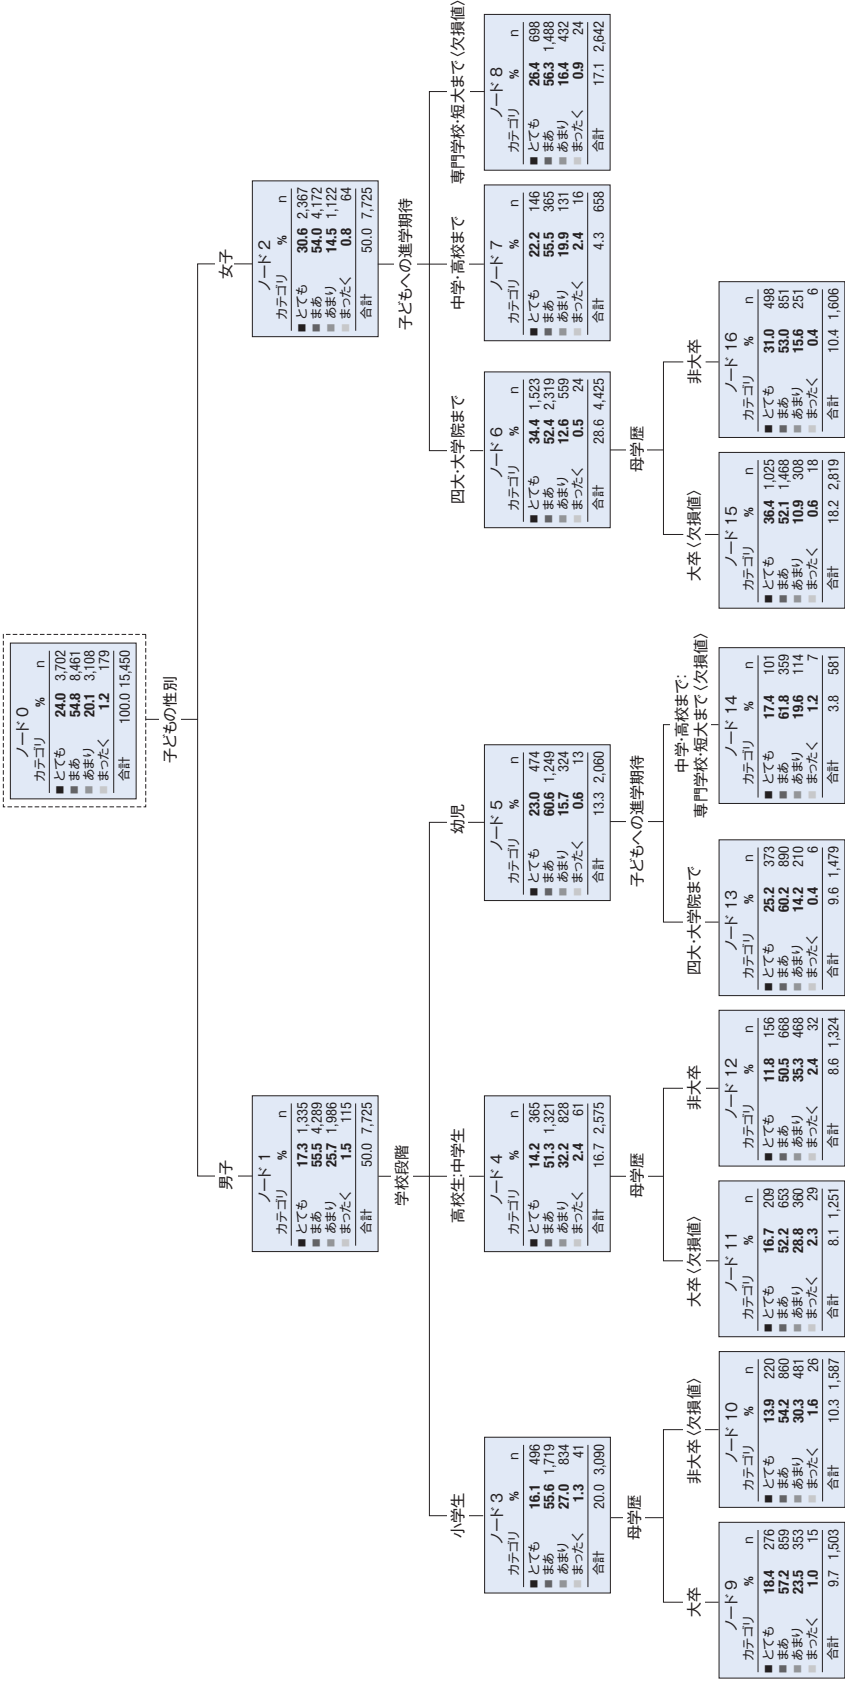 ノード 0
カテゴリ % n
とても 24.0 3,702
まあ 54.8 8,461
あまり 20.1 3,108
まったく 1.2 179
合計 100.0 15,450
子どもの性別
男子
ノード 1
カテゴリ % n
とても 17.3 1,335
まあ 55.5 4,289
あまり 25.7 1,986
まったく 1.5 115
合計 50.0 7,725
女子
ノード 2
カテゴリ % n
とても 30.6 2,367
まあ 54.0 4,172
あまり 14.5 1,122
まったく 0.8 64
合計 50.0 7,725
学校段階
子どもへの進学期待
小学生
ノード 3
カテゴリ % n
とても 16.1 496
まあ 55.6 1,719
あまり 27.0 834
まったく 1.3 41
合計 20.0 3,090
高校生:中学生
ノード 4
カテゴリ % n
とても 14.2 365
まあ 51.3 1,321
あまり 32.2 828
まったく 2.4 61
合計 16.7 2,575
幼児
ノード 5
カテゴリ % n
とても 23.0 474
まあ 60.6 1,249
あまり 15.7 324
まったく 0.6 13
合計 13.3 2,060
四大・大学院まで
ノード 6
カテゴリ % n
とても 34.4 1,523
まあ 52.4 2,319
あまり 12.6 559
まったく 0.5 24
合計 28.6 4,425
中学・高校まで
ノード 7
カテゴリ % n
とても 22.2 146
まあ 55.5 365
あまり 19.9 131
まったく 2.4 16
合計 4.3 658
専門学校・短大まで〈欠損値〉
ノード 8
カテゴリ % n
とても 26.4 698
まあ 56.3 1,488
あまり 16.4 432
まったく 0.9 24
合計 17.1 2,642
母学歴
母学歴
子どもへの進学期待
母学歴
大卒
ノード 9
カテゴリ % n
とても 18.4 276
まあ 57.2 859
あまり 23.5 353
まったく 1.0 15
合計 9.7 1,503
非大卒〈欠損値〉
ノード 10
カテゴリ % n
とても 13.9 220
まあ 54.2 860
あまり 30.3 481
まったく 1.6 26
合計 10.3 1,587
大卒〈欠損値〉
ノード 11
カテゴリ % n
とても 16.7 209
まあ 52.2 653
あまり 28.8 360
まったく 2.3 29
合計 8.1 1,251
非大卒
ノード 12
カテゴリ % n
とても 11.8 156
まあ 50.5 668
あまり 35.3 468
まったく 2.4 32
合計 8.6 1,324
四大・大学院まで
ノード 13
カテゴリ % n
とても 25.2 373
まあ 60.2 890
あまり 14.2 210
まったく 0.4 6
合計 9.6 1,479
中学・高校まで:
専門学校・短大まで〈欠損値〉
ノード 14
カテゴリ % n
とても 17.4 101
まあ 61.8 359
あまり 19.6 114
まったく 1.2 7
合計 3.8 581
大卒〈欠損値〉
ノード 15
カテゴリ % n
とても 36.4 1,025
まあ 52.1 1,468
あまり 10.9 308
まったく 0.6 18
合計 18.2 2,819
非大卒
ノード 16
カテゴリ % n
とても 31.0 498
まあ 53.0 851
あまり 15.6 251
まったく 0.4 6
合計 10.4 1,606